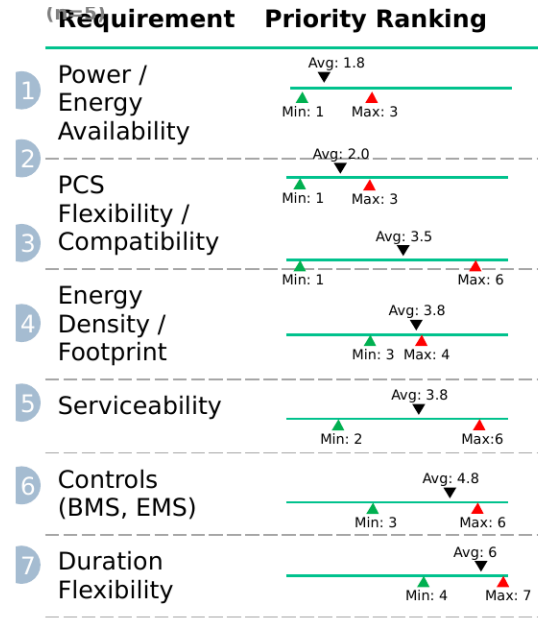 (n=5)
Requirement Priority Ranking
1
Power /
Energy
Availability
Avg: 1.8
Min: 1 Max: 3
2
Avg: 2.0
Min: 1 Max: 3
PCS
Flexibility /
Compatibility
3
Avg: 3.5
Min: 1 Max: 6
Energy
Density /
Footprint
4
Avg: 3.8
Min: 3 Max: 4
5
Serviceability
Avg: 3.8
Min: 2 Max:6
6
Controls
(BMS, EMS)
Avg: 4.8
Min: 3 Max: 6
7
Duration
Flexibility
Avg: 6
Min: 4 Max: 7